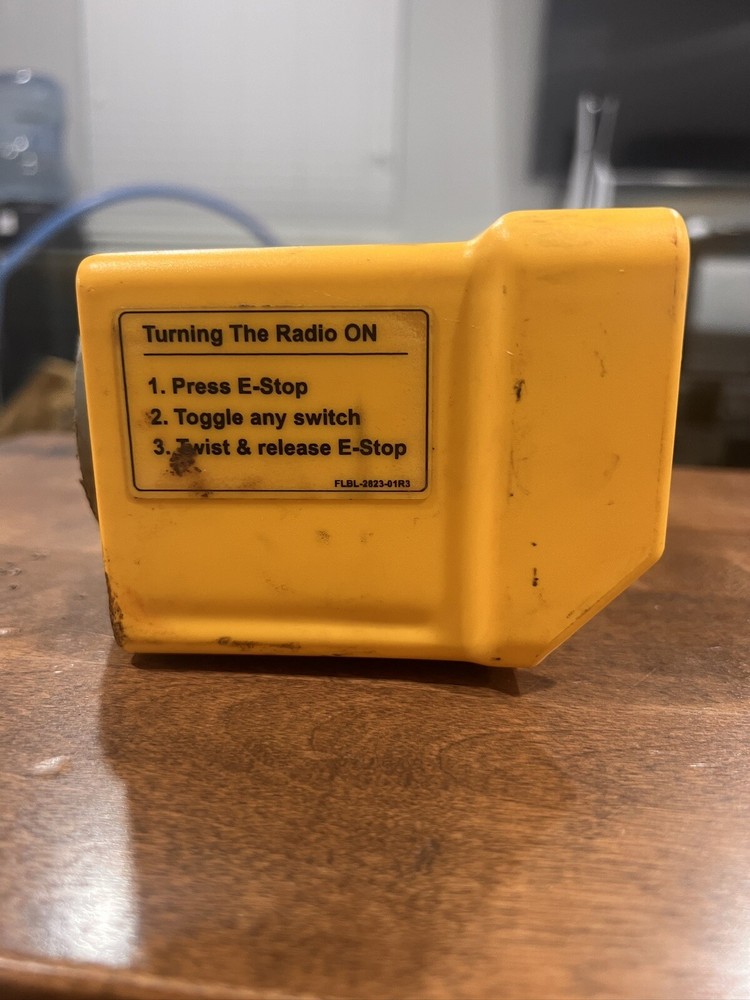 Turning The Radio ON
1. Press E-Stop
2. Toggle any switch
3. Twist & release E-Stop
FLBL-2823-01R3